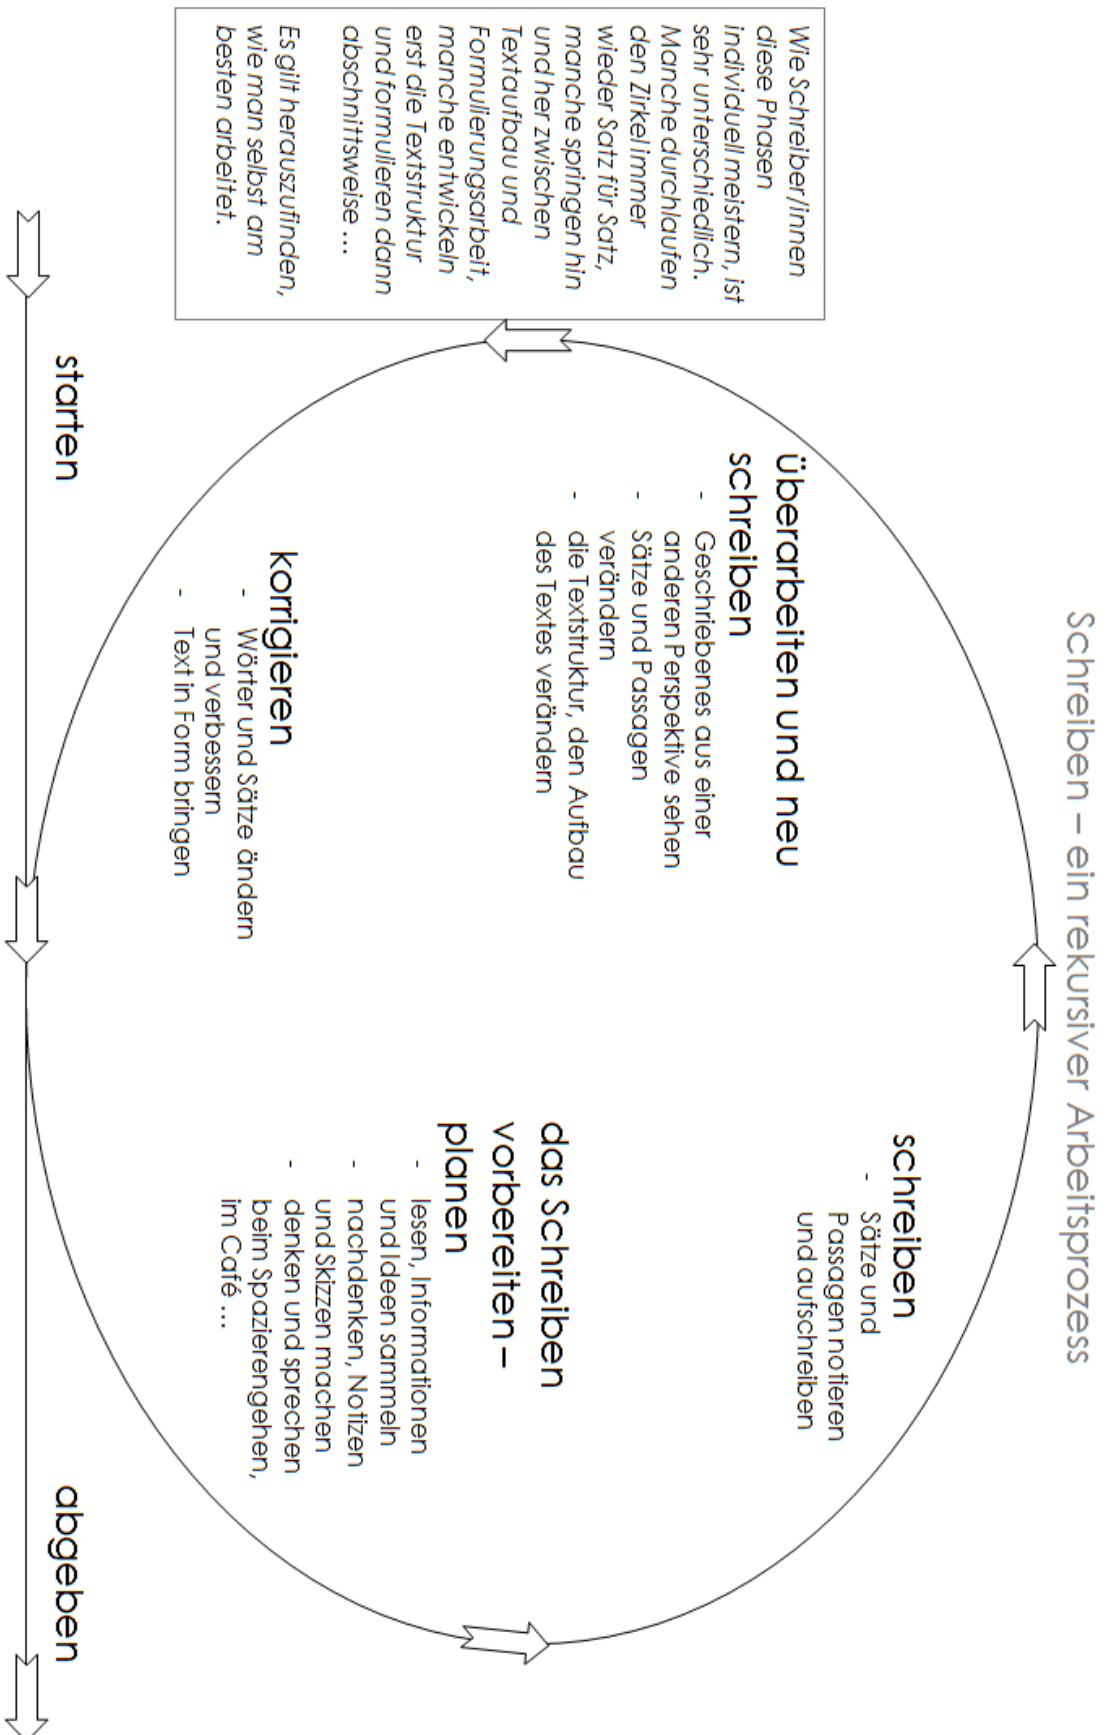 Schreiben – ein rekursiver Arbeitsprozess
Wie Schreiber/innen
diese Phasen
individuell meistern, ist
sehr unterschiedlich.
Manche durchlaufen
den Zirkel immer
wieder Satz für Satz,
manche springen hin
und her zwischen
Textaufbau und
Formulierungsarbeit,
manche entwickeln
erst die Textstruktur
und formulieren dann
abschnittsweise ...
Es gilt herauszufinden,
wie man selbst am
besten arbeitet.
starten
das Schreiben
vorbereiten –
planen
- lesen, Informationen
und Ideen sammeln
- nachdenken, Notizen
und Skizzen machen
- denken und sprechen
beim Spazierengehen,
im Café ...
schreiben
- Sätze und
Passagen notieren
und aufschreiben
überarbeiten und neu
schreiben
- Geschriebenes aus einer
anderen Perspektive sehen
- Sätze und Passagen
verändern
- die Textstruktur, den Aufbau
des Textes verändern
korrigieren
- Wörter und Sätze ändern
und verbessern
- Text in Form bringen
abgeben